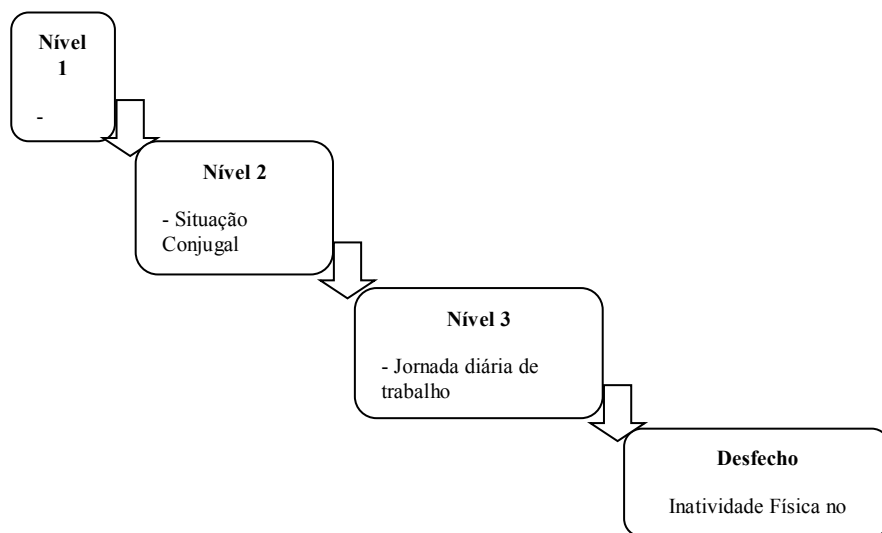 Nível
1
-
Nível 2
- Situação
Conjugal
Nível 3
- Jornada diária de
trabalho
Desfecho
Inatividade Física no